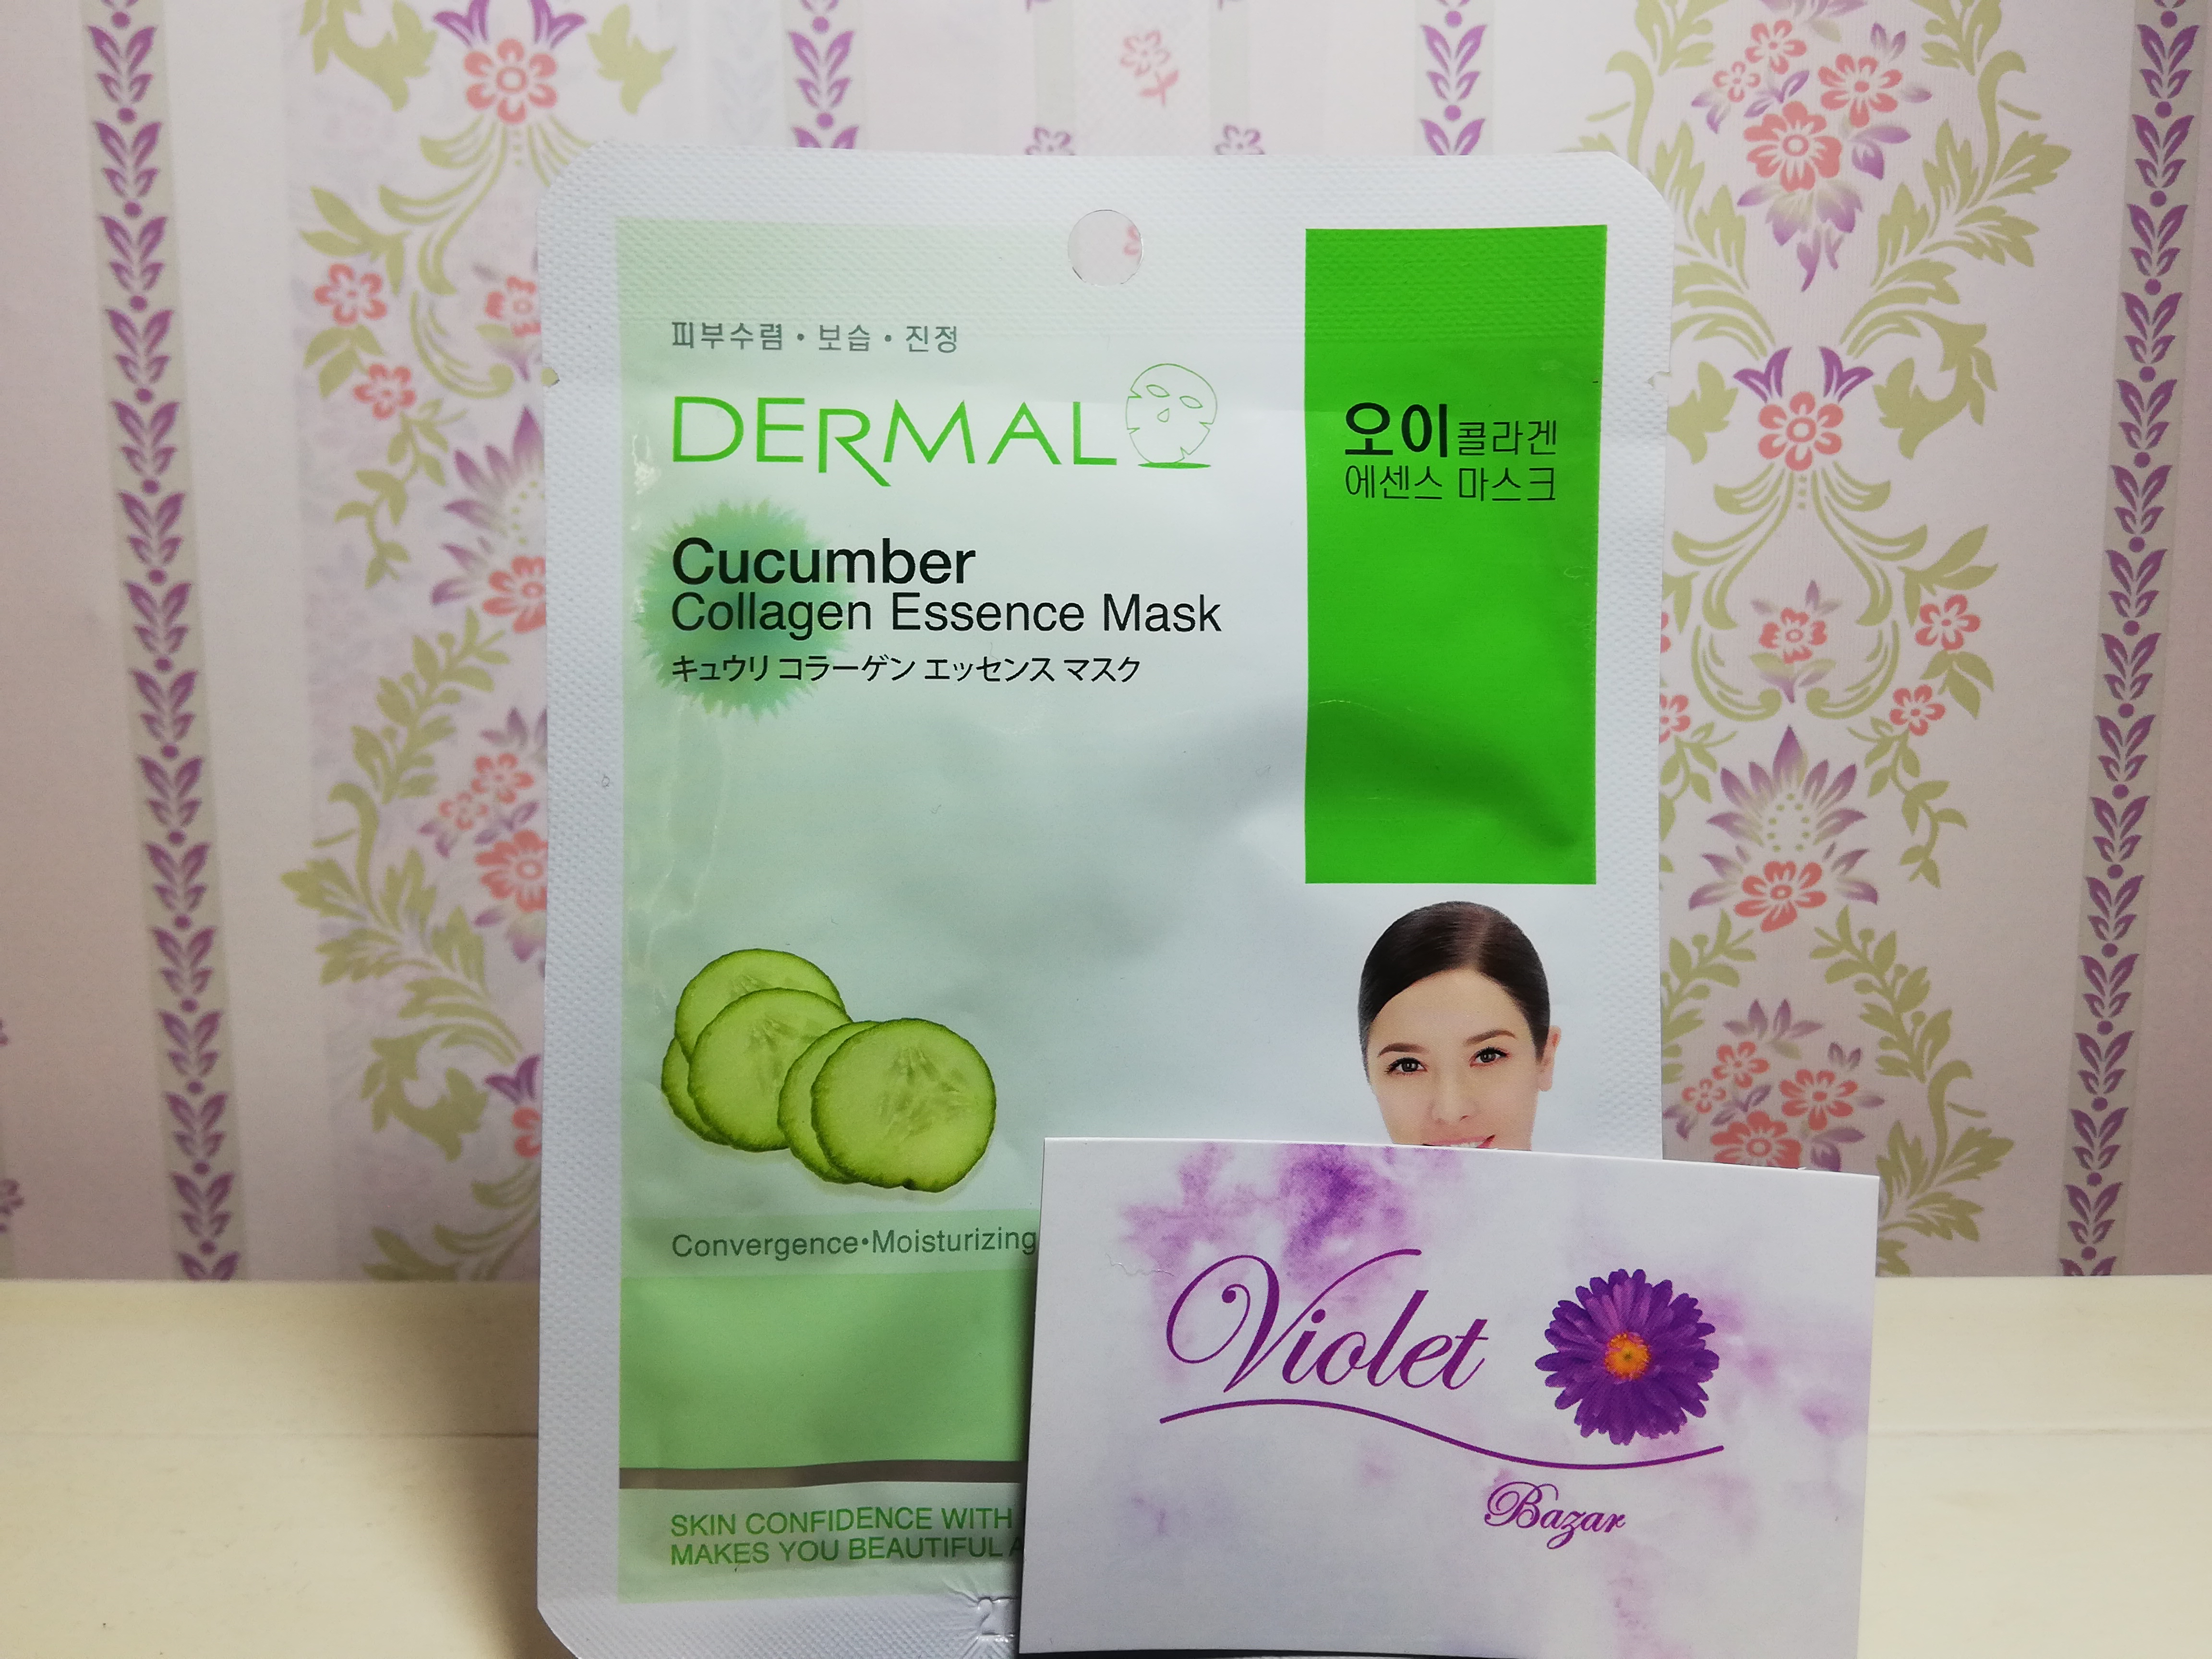 피부수렴 • 보습 • 진정
DERMAL
오이콜라겐
에센스 마스크
Cucumber
Collagen Essence Mask
キュウリ コラーゲン エッセンス マスク
Convergence•Moisturizing
SKIN CONFIDENCE WITH
MAKES YOU BEAUTIFUL
Violet
Bazar